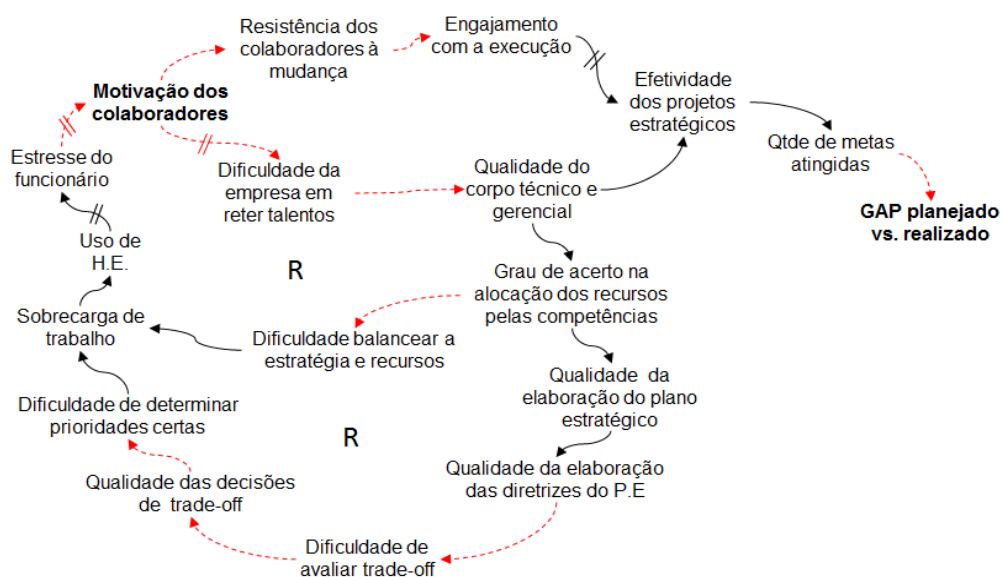 Resistência dos
colaboradores à
mudança
Engajamento
com a execução
Efetividade
dos projetos
estratégicos
Motivação dos
colaboradores
Qtde de metas
atingidas
Estresse do
funcionário
Dificuldade da
empresa em
reter talentos
Qualidade do
corpo técnico e
gerencial
GAP planejado
vs. realizado
Uso de
H.E.
R
Grau de acerto na
alocação dos recursos
pelas competências
Sobrecarga de
trabalho
Dificuldade balancear a
estratégia e recursos
Qualidade da
elaboração do plano
estratégico
Dificuldade de determinar
prioridades certas
R
Qualidade da elaboração
das diretrizes do P.E
Qualidade das decisões
de trade-off
Dificuldade de
avaliar trade-off